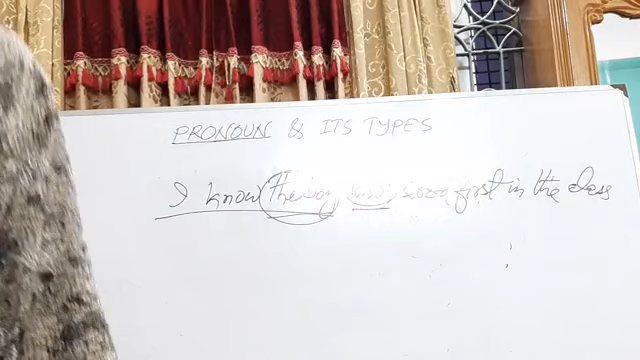 PRONOUN & ITS TYPES
I know the boy who stood first in the class